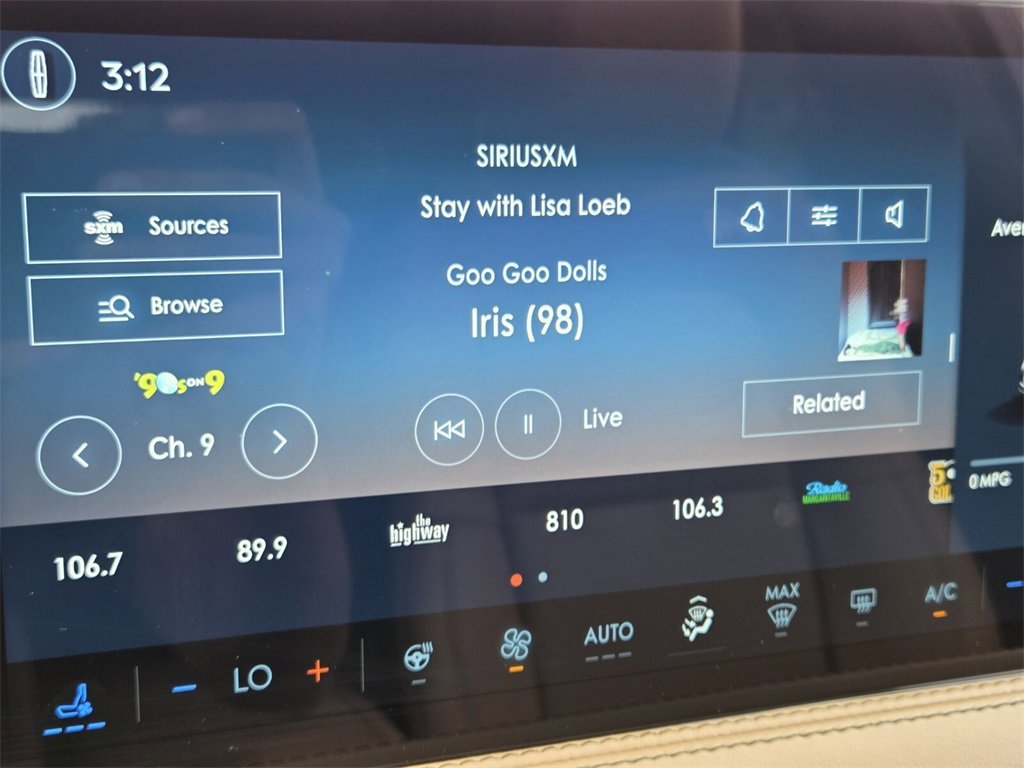 3:12
SIRIUSXM
Stay with Lisa Loeb
sxm Sources
Browse
Goo Goo Dolls
Iris (98)
'90s ON 9
Ch. 9
Live
Related
0 MPG
106.7
89.9
the highway
810
106.3
Radio MARGARITAVILLE
LO
AUTO
MAX
A/C